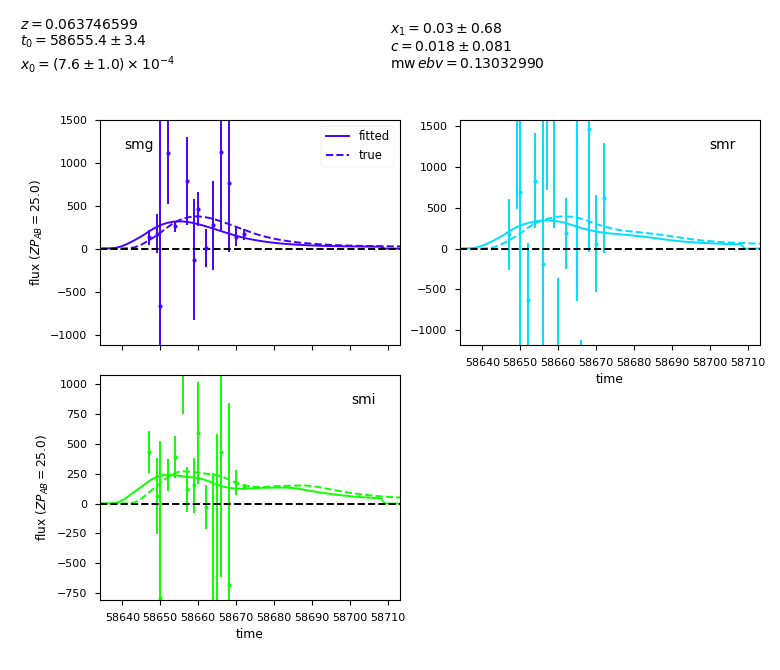 z = 0.063746599
t₀ = 58655.4 ± 3.4
x₀ = (7.6 ± 1.0) × 10⁻⁴
x₁ = 0.03 ± 0.68
c = 0.018 ± 0.081
mw ebv = 0.13032990
smg
fitted
true
1500
1000
500
0
−500
−1000
flux (ZP_AB = 25.0)
smr
1500
1000
500
0
−500
−1000
58640 58650 58660 58670 58680 58690 58700 58710
time
smi
1000
750
500
250
0
−250
−500
−750
flux (ZP_AB = 25.0)
58640 58650 58660 58670 58680 58690 58700 58710
time